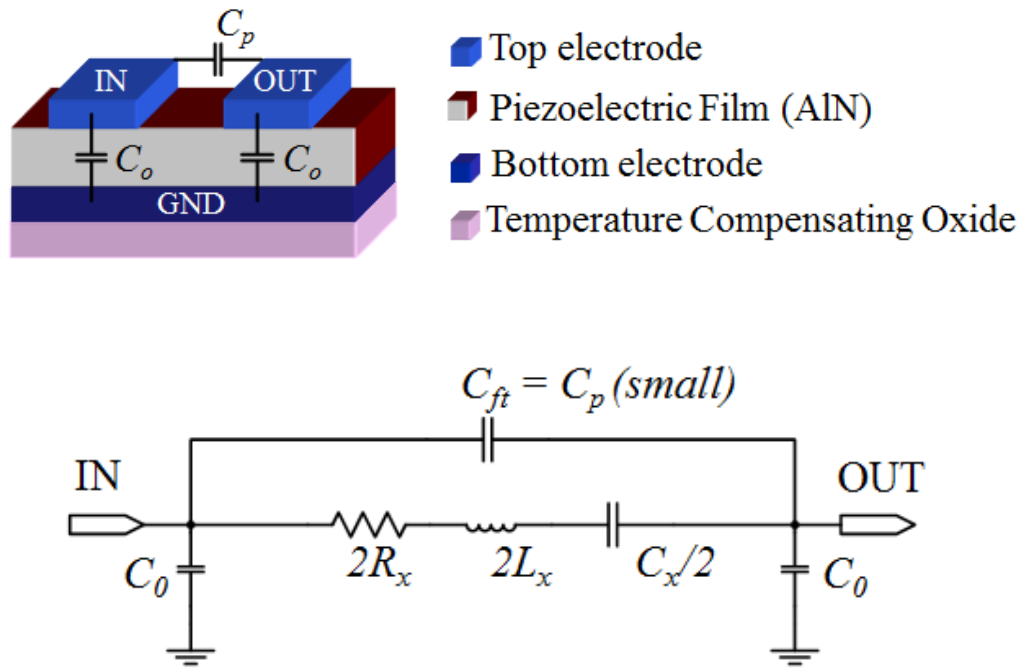 C_p
IN OUT
C_o C_o
GND
Top electrode
Piezoelectric Film (AlN)
Bottom electrode
Temperature Compensating Oxide
C_ft = C_p (small)
IN
OUT
C_0 2R_x 2L_x C_x/2 C_0